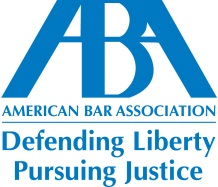 ABA
AMERICAN BAR ASSOCIATION
Defending Liberty
Pursuing Justice